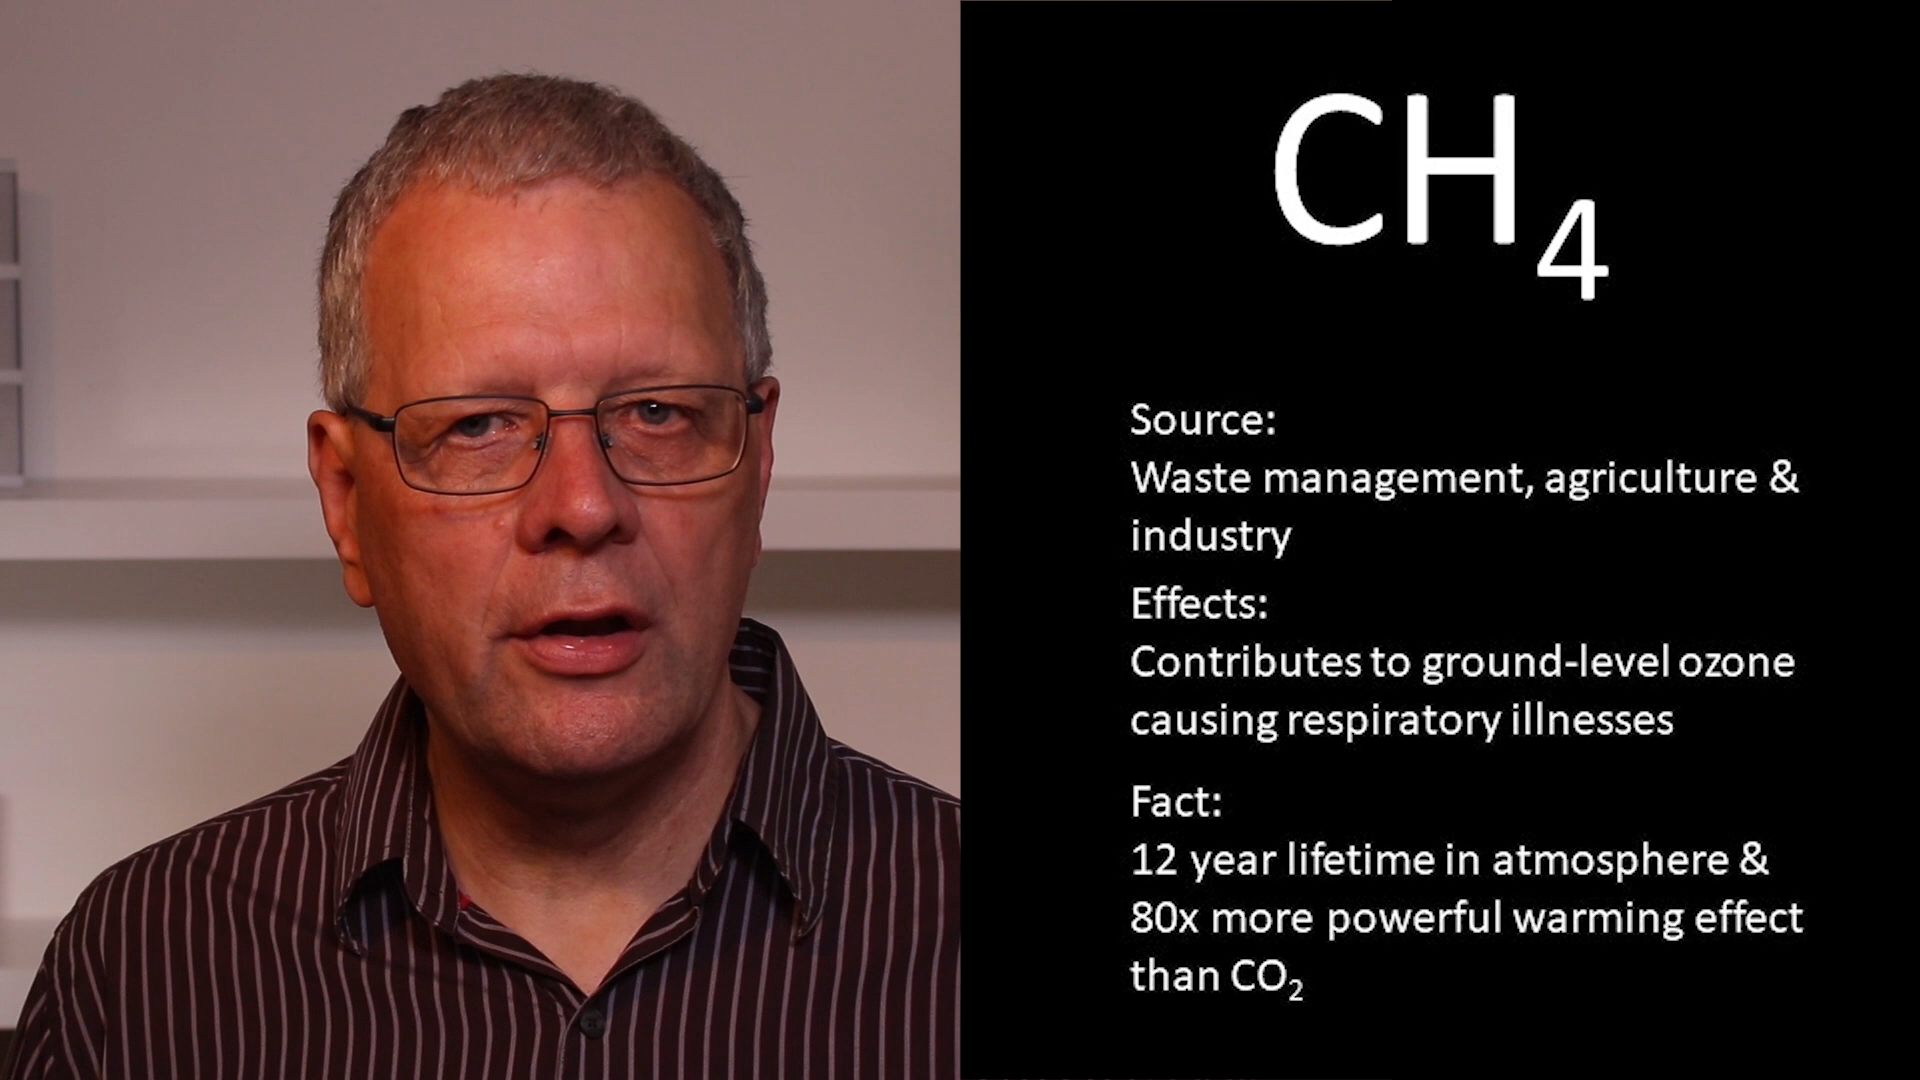 CH₄
Source:
Waste management, agriculture &
industry
Effects:
Contributes to ground-level ozone
causing respiratory illnesses
Fact:
12 year lifetime in atmosphere &
80x more powerful warming effect
than CO₂